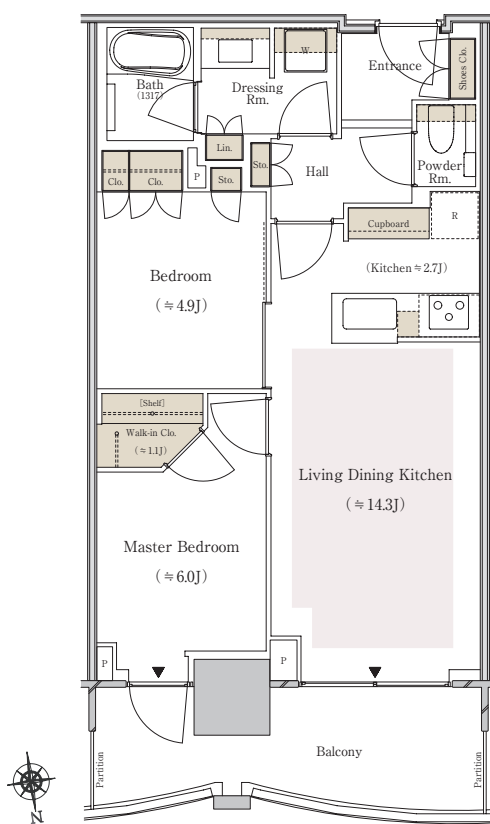 Bath
(1317)
Dressing
Rm.
W.
Entrance
Shoes Clo.
Lin.
Clo.
Clo.
P
Sto.
Sto.
Hall
Powder
Rm.
Cupboard
R
Bedroom
(≒4.9J)
(Kitchen≒2.7J)
[Shelf]
Walk-in Clo.
(≒1.1J)
Living Dining Kitchen
(≒14.3J)
Master Bedroom
(≒6.0J)
P
P
Balcony
Partition
Partition
N